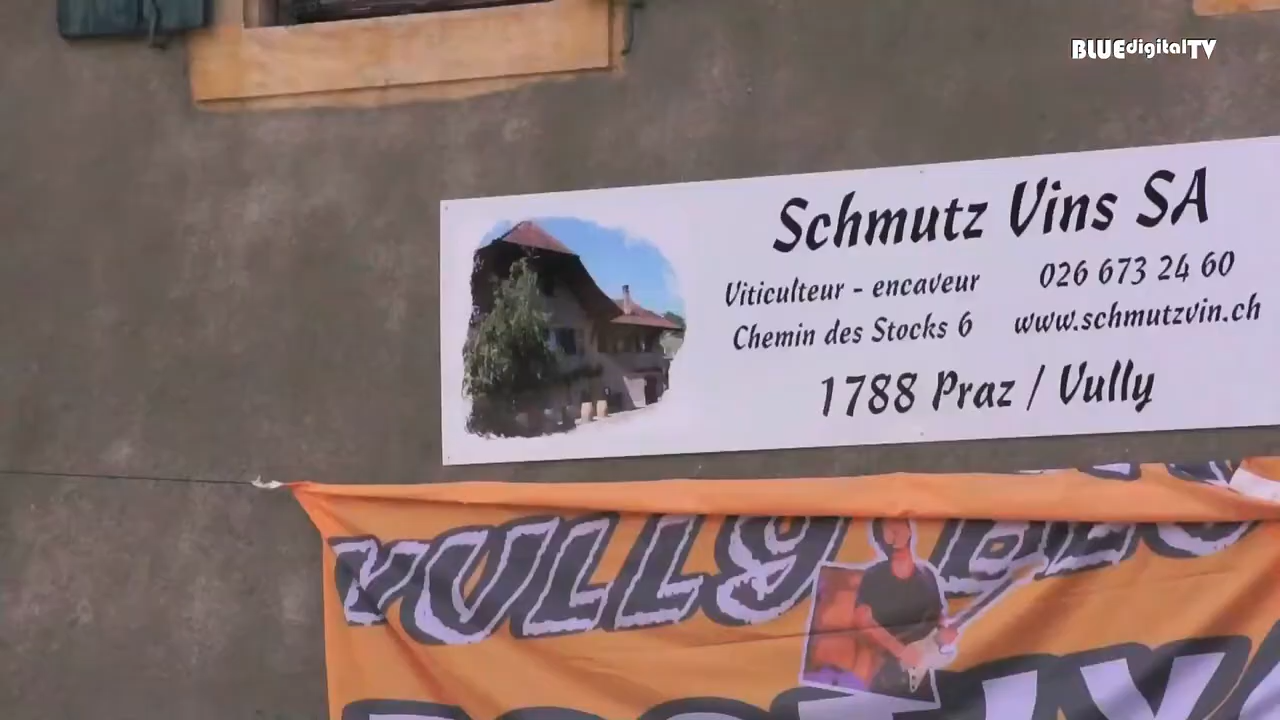 BLUEdigitalTV
Schmutz Vins SA
Viticulteur - encaveur
026 673 24 60
Chemin des Stocks 6
www.schmutzvin.ch
1788 Praz / Vully
VULLY